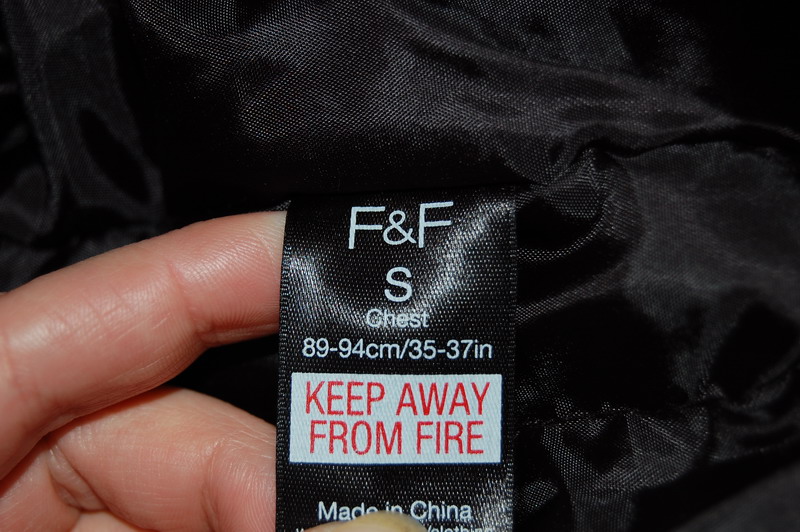 F&F
S
Chest
89-94cm/35-37in
KEEP AWAY
FROM FIRE
Made in China